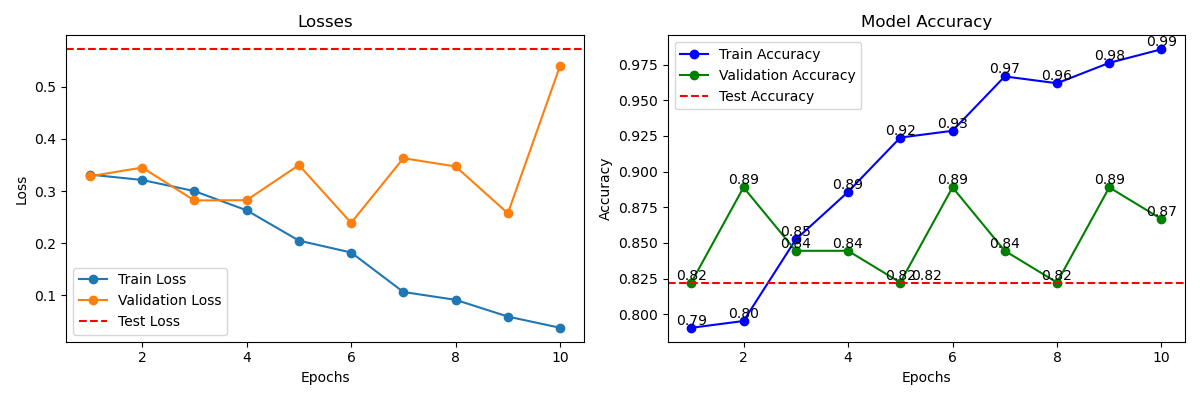 Losses
Loss
0.5
0.4
0.3
0.2
0.1
Train Loss
Validation Loss
Test Loss
2 4 6 8 10
Epochs
Model Accuracy
Accuracy
0.975
0.950
0.925
0.900
0.875
0.850
0.825
0.800
Train Accuracy
Validation Accuracy
Test Accuracy
0.79 0.80 0.85 0.89 0.92 0.93 0.97 0.96 0.98 0.99
0.82 0.89 0.84 0.84 0.82 0.89 0.84 0.82 0.89 0.87
0.82
2 4 6 8 10
Epochs